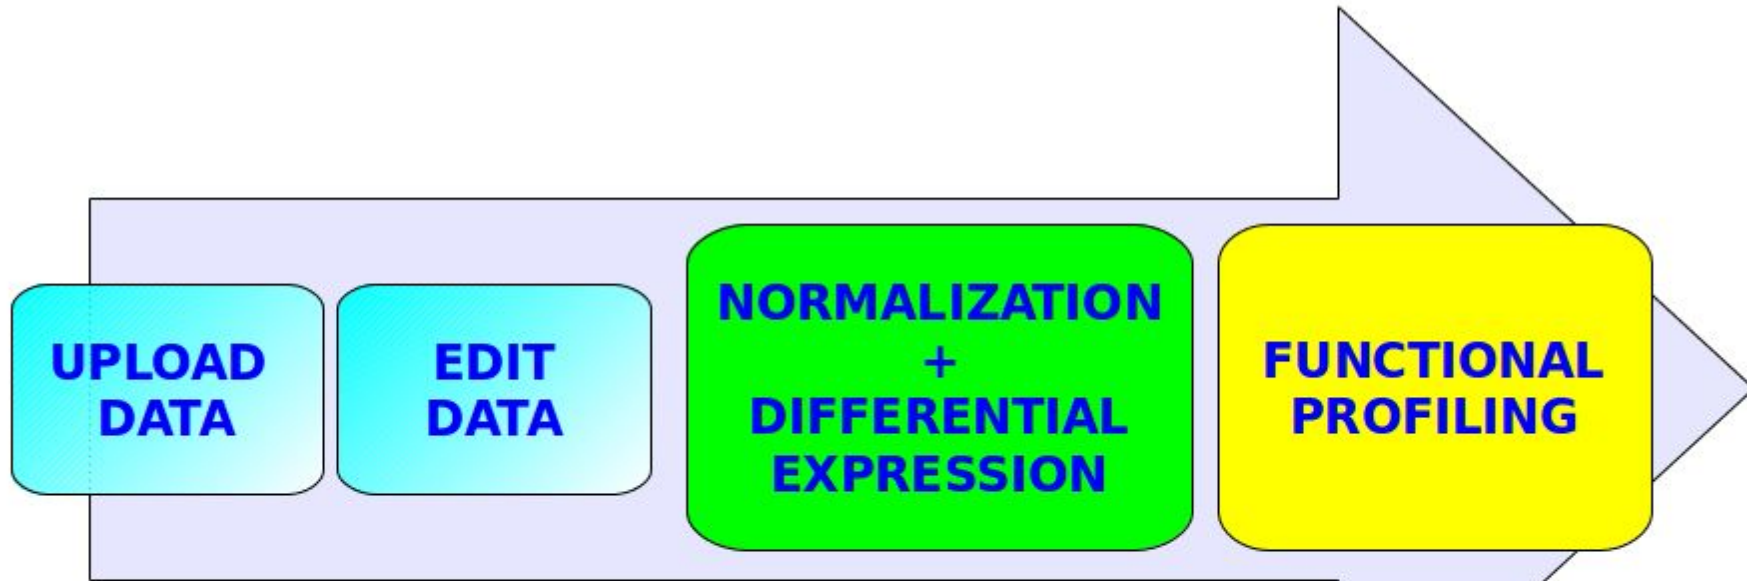 UPLOAD
DATA
EDIT
DATA
NORMALIZATION
+
DIFFERENTIAL
EXPRESSION
FUNCTIONAL
PROFILING